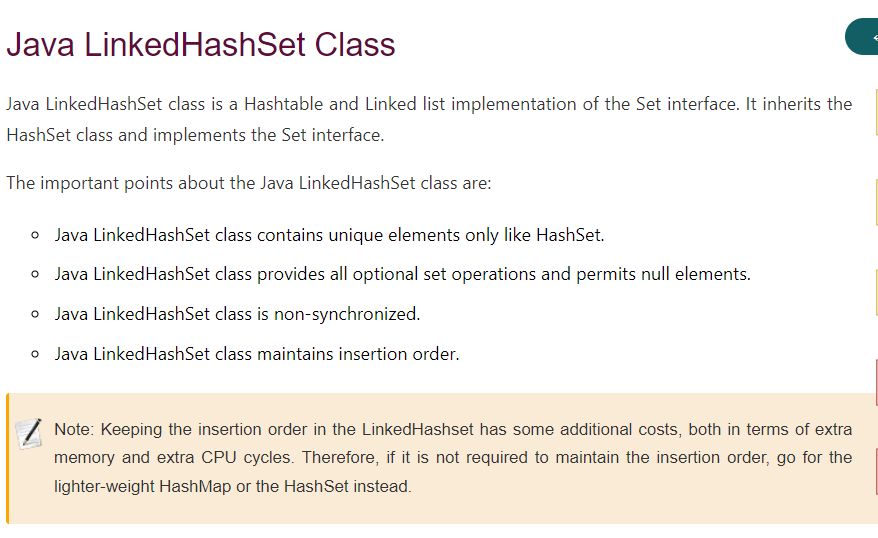 Java LinkedHashSet Class
Java LinkedHashSet class is a Hashtable and Linked list implementation of the Set interface. It inherits the
HashSet class and implements the Set interface.
The important points about the Java LinkedHashSet class are:
Java LinkedHashSet class contains unique elements only like HashSet.
Java LinkedHashSet class provides all optional set operations and permits null elements.
Java LinkedHashSet class is non-synchronized.
Java LinkedHashSet class maintains insertion order.
Note: Keeping the insertion order in the LinkedHashset has some additional costs, both in terms of extra
memory and extra CPU cycles. Therefore, if it is not required to maintain the insertion order, go for the
lighter-weight HashMap or the HashSet instead.